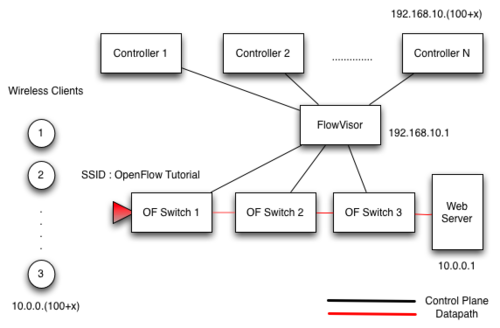 192.168.10.(100+x)
Controller 1
Controller 2
..............
Controller N
Wireless Clients
FlowVisor
192.168.10.1
1
2
SSID : OpenFlow Tutorial
OF Switch 1
OF Switch 2
OF Switch 3
Web
Server
3
10.0.0.1
10.0.0.(100+x)
Control Plane
Datapath